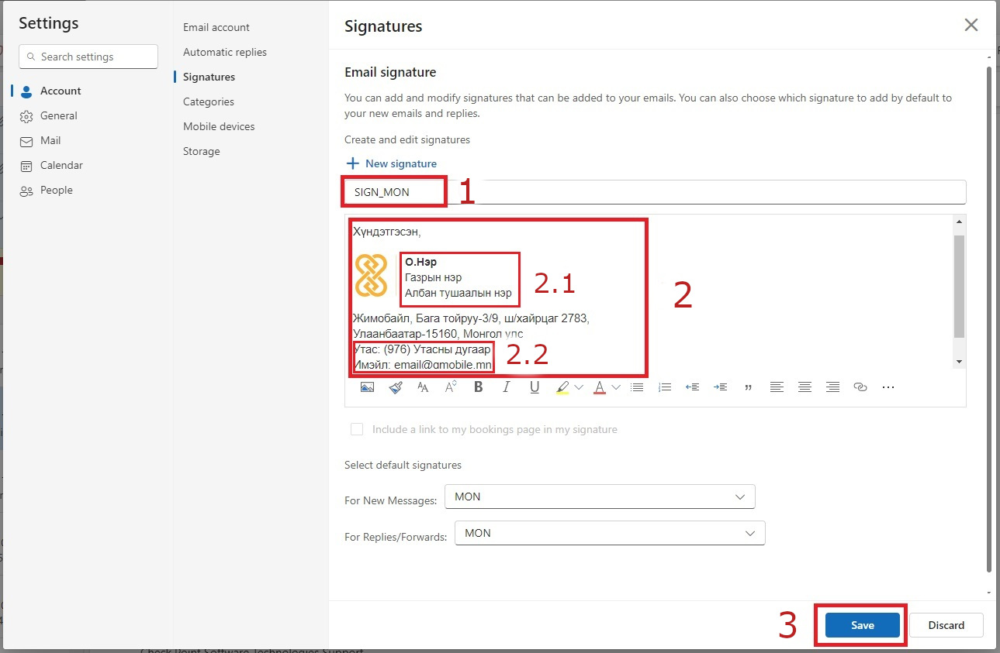 Settings
Search settings
Account
General
Mail
Calendar
People
Email account
Automatic replies
Signatures
Categories
Mobile devices
Storage
Signatures
Email signature
You can add and modify signatures that can be added to your emails. You can also choose which signature to add by default to
your new emails and replies.
Create and edit signatures
New signature
SIGN_MON
1
Хүндэтгэсэн,
О.Нэр
Газрын нэр
Албан тушаалын нэр
2.1
2
Жимобайл, Бага тойруу-3/9, ш/хайрцаг 2783,
Улаанбаатар-15160, Монгол улс
Утас: (976) Утасны дугаар
Имэйл: email@gmobile.mn
2.2
Include a link to my bookings page in my signature
Select default signatures
For New Messages: MON
For Replies/Forwards: MON
3
Save
Discard
Check Point Software Technologies Support